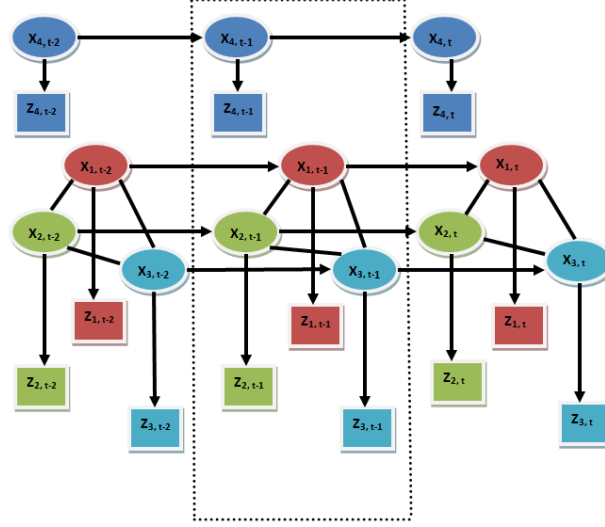 X4, t-2
X4, t-1
X4, t
Z4, t-2
Z4, t-1
Z4, t
X1, t-2
X1, t-1
X1, t
X2, t-2
X2, t-1
X2, t
X3, t-2
X3, t-1
X3, t
Z1, t-2
Z1, t-1
Z1, t
Z2, t-2
Z2, t-1
Z2, t
Z3, t-2
Z3, t-1
Z3, t